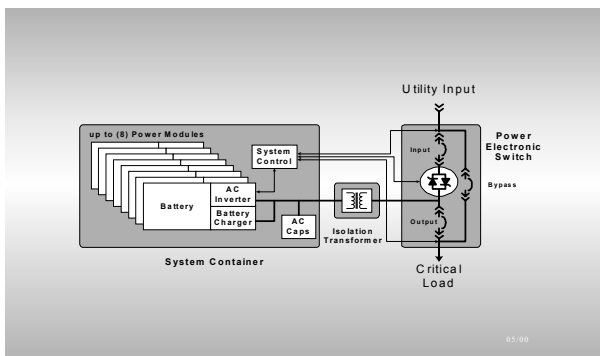 Utility Input
up to (8) Power Modules
System
Control
Input
Power
Electronic
Switch
Bypass
Battery
AC
Inverter
Battery
Charger
AC
Caps
Isolation
Transformer
Output
System Container
Critical
Load
05/00